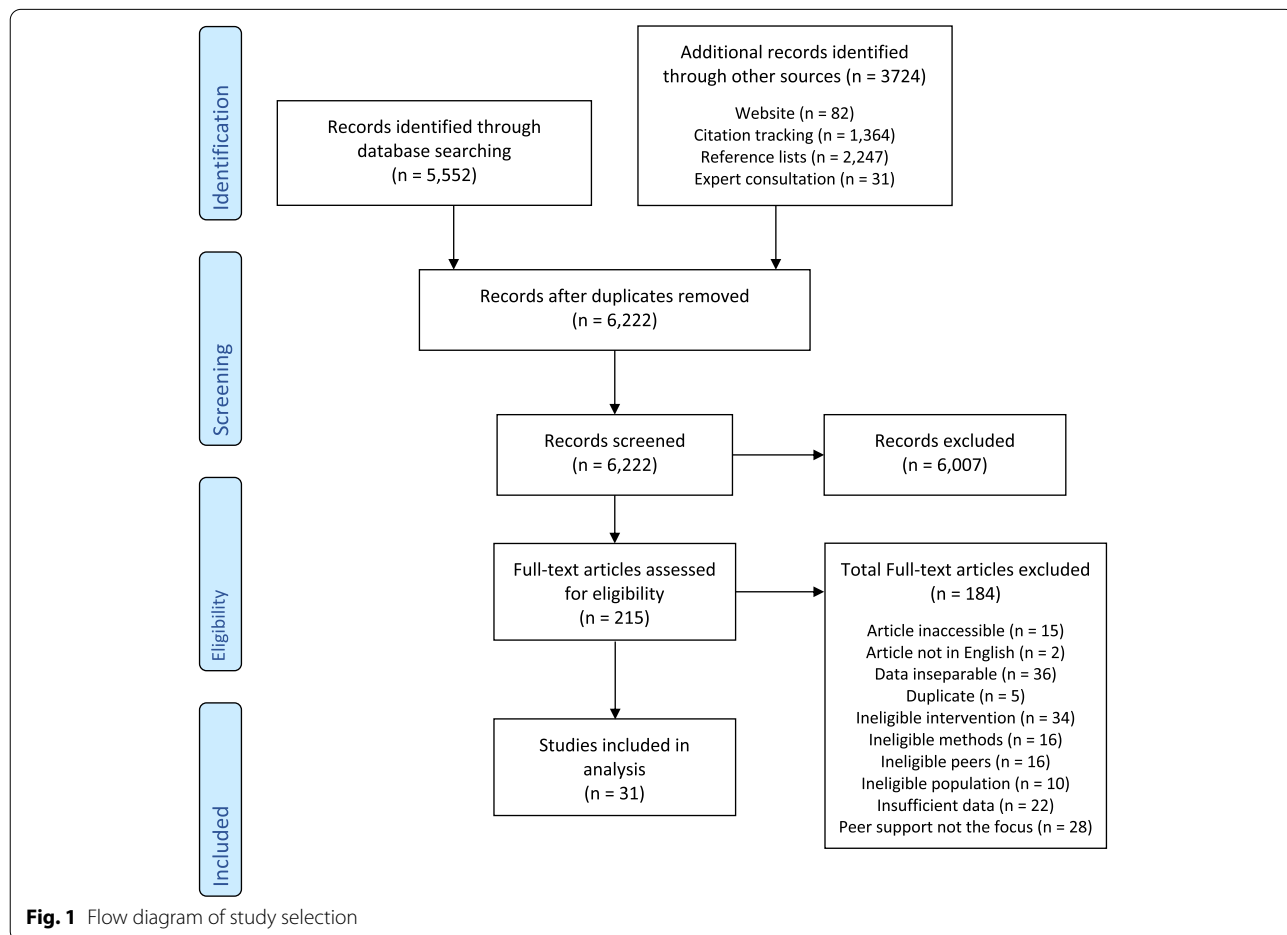 Identification
Records identified through
database searching
(n = 5,552)
Additional records identified
through other sources (n = 3724)
Website (n = 82)
Citation tracking (n = 1,364)
Reference lists (n = 2,247)
Expert consultation (n = 31)
Screening
Records after duplicates removed
(n = 6,222)
Records screened
(n = 6,222)
Records excluded
(n = 6,007)
Eligibility
Full-text articles assessed
for eligibility
(n = 215)
Total Full-text articles excluded
(n = 184)
Article inaccessible (n = 15)
Article not in English (n = 2)
Data inseparable (n = 36)
Duplicate (n = 5)
Ineligible intervention (n = 34)
Ineligible methods (n = 16)
Ineligible peers (n = 16)
Ineligible population (n = 10)
Insufficient data (n = 22)
Peer support not the focus (n = 28)
Included
Studies included in
analysis
(n = 31)
Fig. 1 Flow diagram of study selection